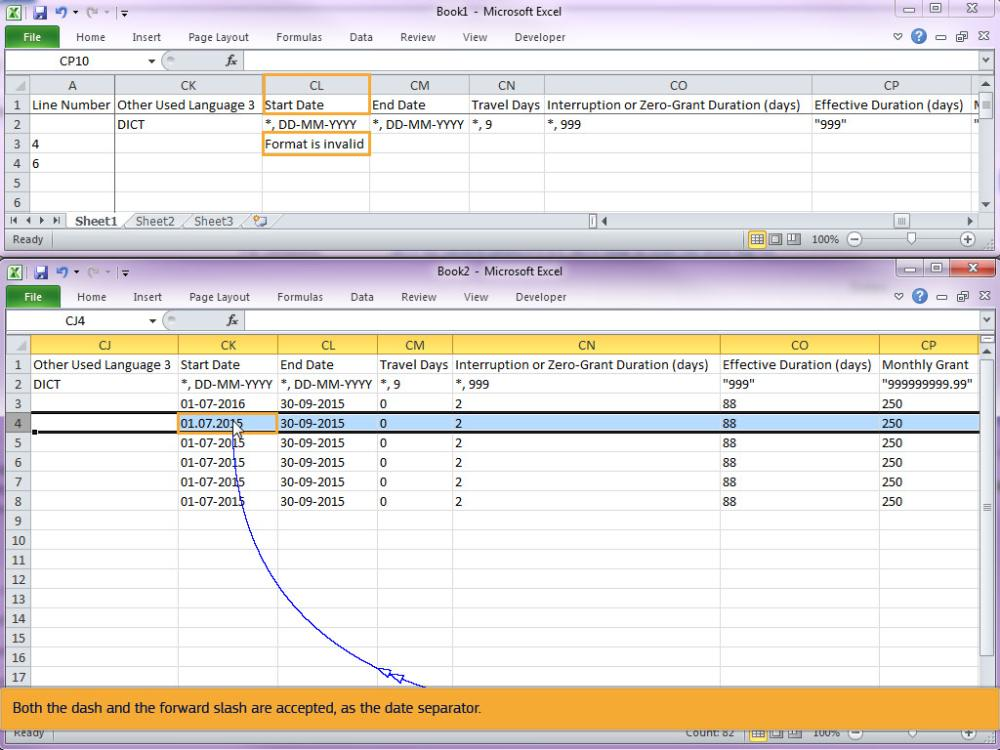 Book1 - Microsoft Excel
File Home Insert Page Layout Formulas Data Review View Developer
CP10 fx
A CK CL CM CN CO CP
1 Line Number Other Used Language 3 Start Date End Date Travel Days Interruption or Zero-Grant Duration (days) Effective Duration (days)
2 DICT *, DD-MM-YYYY *, DD-MM-YYYY *, 9 *, 999 "999" "
3 4 Format is invalid
4 6
5
6
Sheet1 Sheet2 Sheet3
Ready 100%
Book2 - Microsoft Excel
File Home Insert Page Layout Formulas Data Review View Developer
CJ4 fx
CJ CK CL CM CN CO CP
1 Other Used Language 3 Start Date End Date Travel Days Interruption or Zero-Grant Duration (days) Effective Duration (days) Monthly Grant
2 DICT *, DD-MM-YYYY *, DD-MM-YYYY *, 9 *, 999 "999" "999999999.99"
3 01-07-2016 30-09-2015 0 2 88 250
4 01.07.2015 30-09-2015 0 2 88 250
5 01-07-2015 30-09-2015 0 2 88 250
6 01-07-2015 30-09-2015 0 2 88 250
7 01-07-2015 30-09-2015 0 2 88 250
8 01-07-2015 30-09-2015 0 2 88 250
9
10
11
12
13
14
15
16
17
Both the dash and the forward slash are accepted, as the date separator.
Ready Count: 82 100%